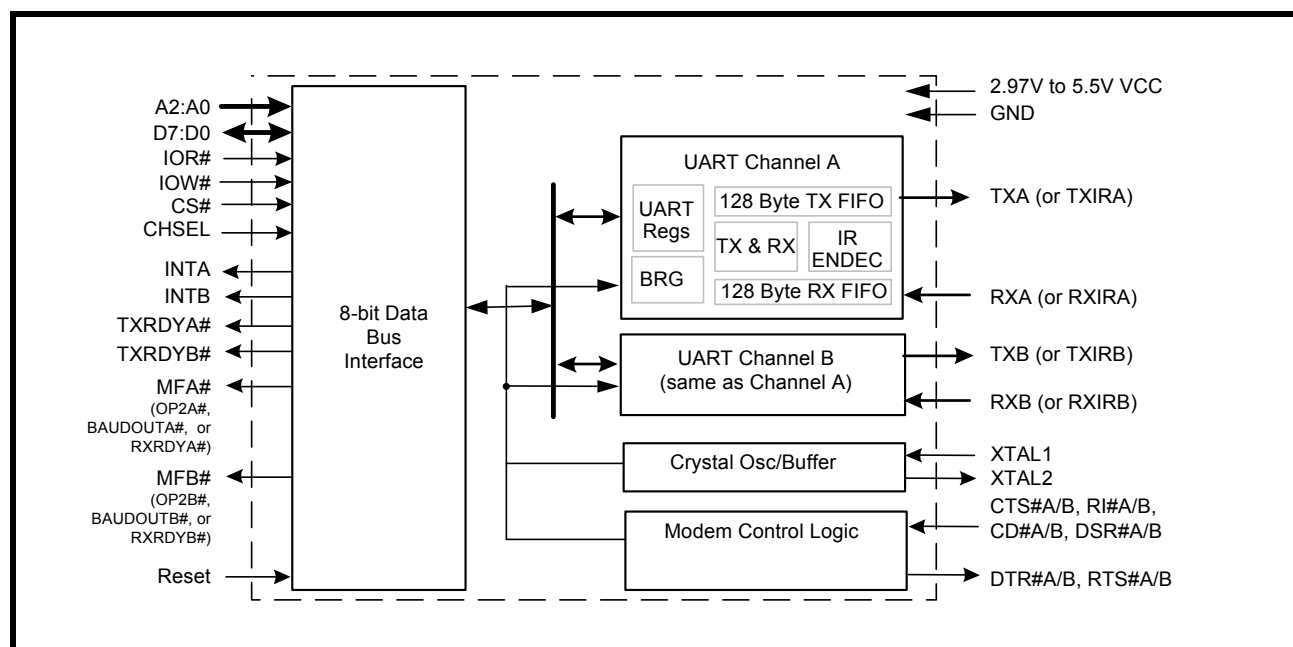 A2:A0
D7:D0
IOR#
IOW#
CS#
CHSEL
INTA
INTB
TXRDYA#
TXRDYB#
MFA#
(OP2A#,
BAUDOUTA#, or
RXRDYA#)
MFB#
(OP2B#,
BAUDOUTB#, or
RXRDYB#)
Reset
8-bit Data
Bus
Interface
UART Channel A
UART
Regs
BRG
128 Byte TX FIFO
TX & RX
IR
ENDEC
128 Byte RX FIFO
UART Channel B
(same as Channel A)
Crystal Osc/Buffer
Modem Control Logic
2.97V to 5.5V VCC
GND
TXA (or TXIRA)
RXA (or RXIRA)
TXB (or TXIRB)
RXB (or RXIRB)
XTAL1
XTAL2
CTS#A/B, RI#A/B,
CD#A/B, DSR#A/B
DTR#A/B, RTS#A/B